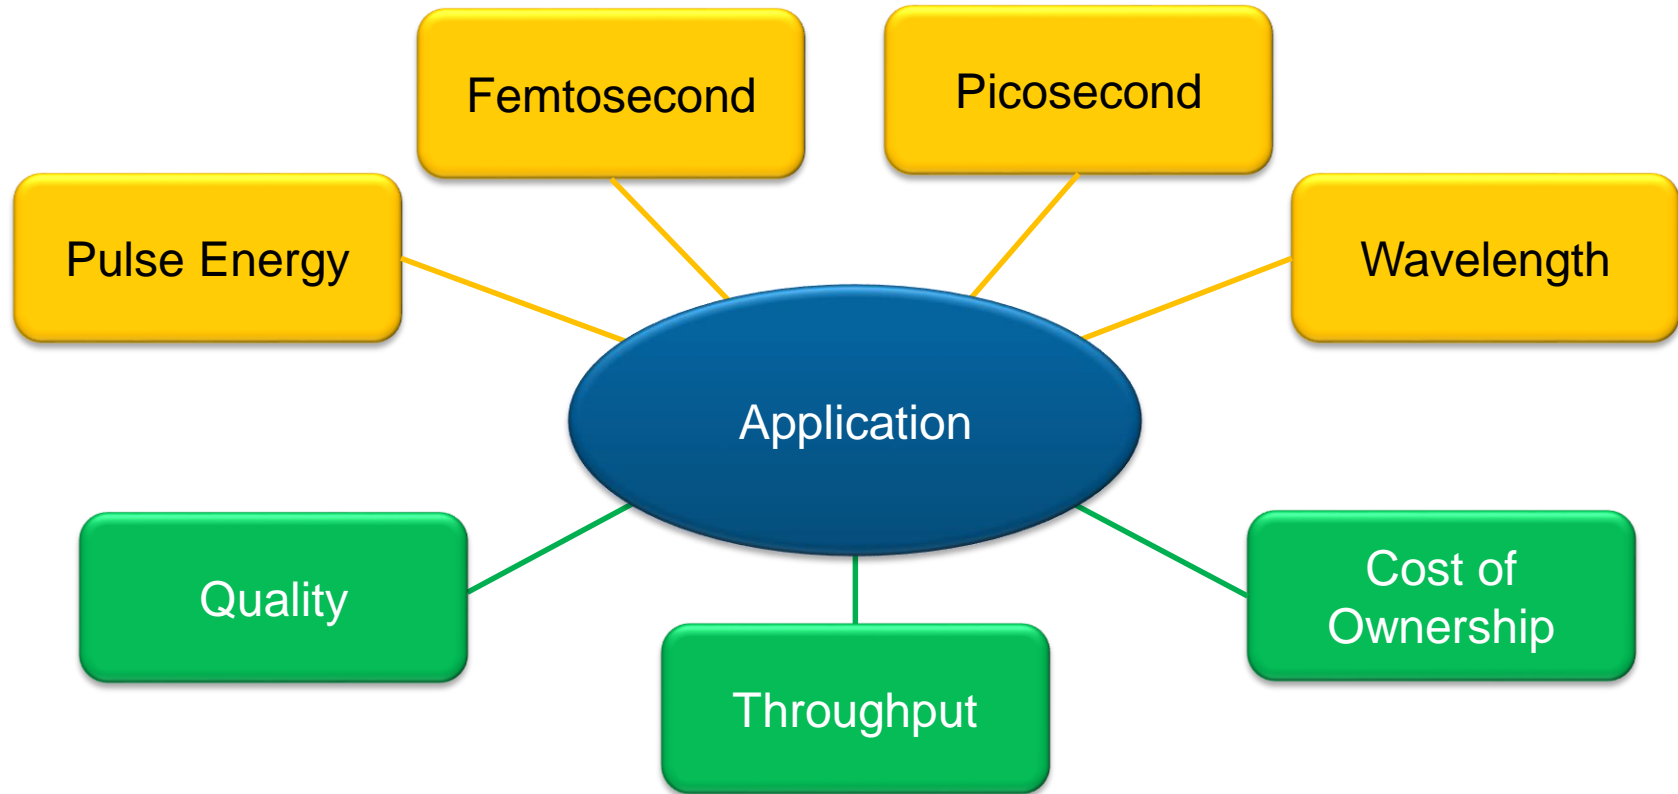 Femtosecond
Picosecond
Pulse Energy
Wavelength
Application
Quality
Throughput
Cost of
Ownership